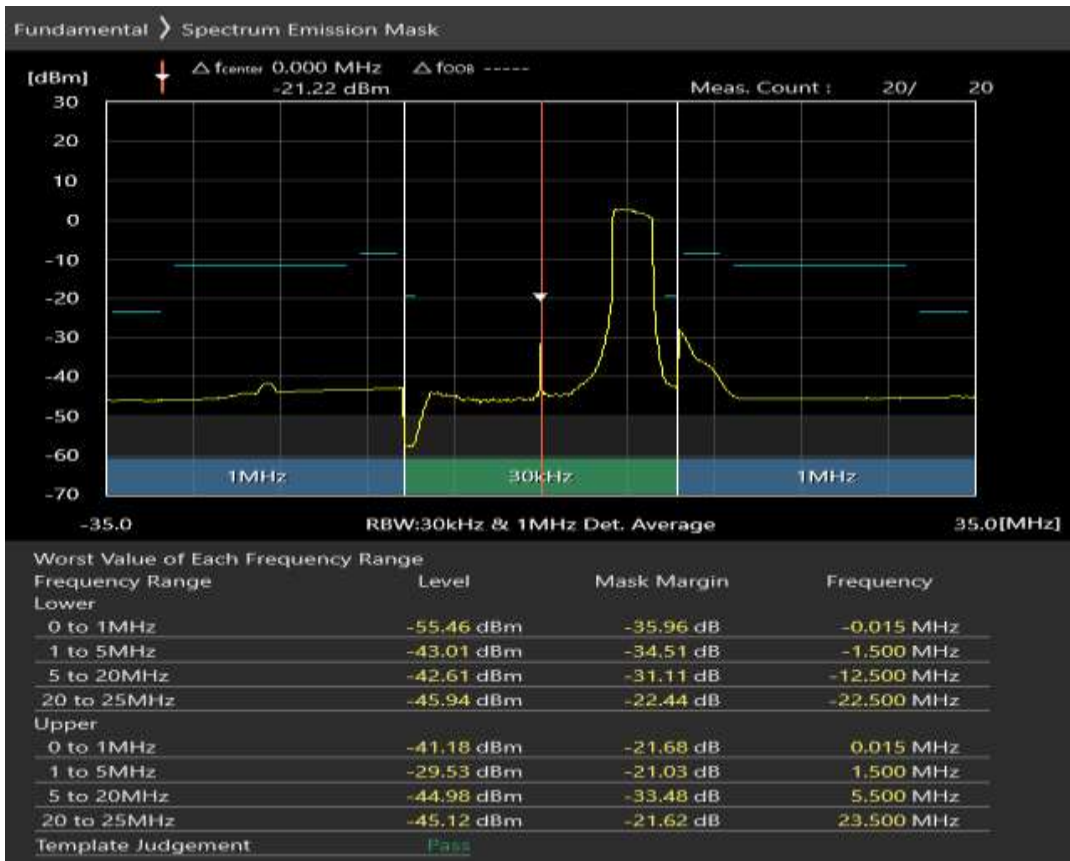 Fundamental 〉 Spectrum Emission Mask
[dBm] △ fcenter 0.000 MHz △ fOOB -----
-21.22 dBm Meas. Count : 20/ 20
30
20
10
0
-10
-20
-30
-40
-50
-60
-70
1MHz 30kHz 1MHz
-35.0 RBW:30kHz & 1MHz Det. Average 35.0[MHz]
Worst Value of Each Frequency Range
Frequency Range Level Mask Margin Frequency
Lower
0 to 1MHz -55.46 dBm -35.96 dB -0.015 MHz
1 to 5MHz -43.01 dBm -34.51 dB -1.500 MHz
5 to 20MHz -42.61 dBm -31.11 dB -12.500 MHz
20 to 25MHz -45.94 dBm -22.44 dB -22.500 MHz
Upper
0 to 1MHz -41.18 dBm -21.68 dB 0.015 MHz
1 to 5MHz -29.53 dBm -21.03 dB 1.500 MHz
5 to 20MHz -44.98 dBm -33.48 dB 5.500 MHz
20 to 25MHz -45.12 dBm -21.62 dB 23.500 MHz
Template Judgement Pass